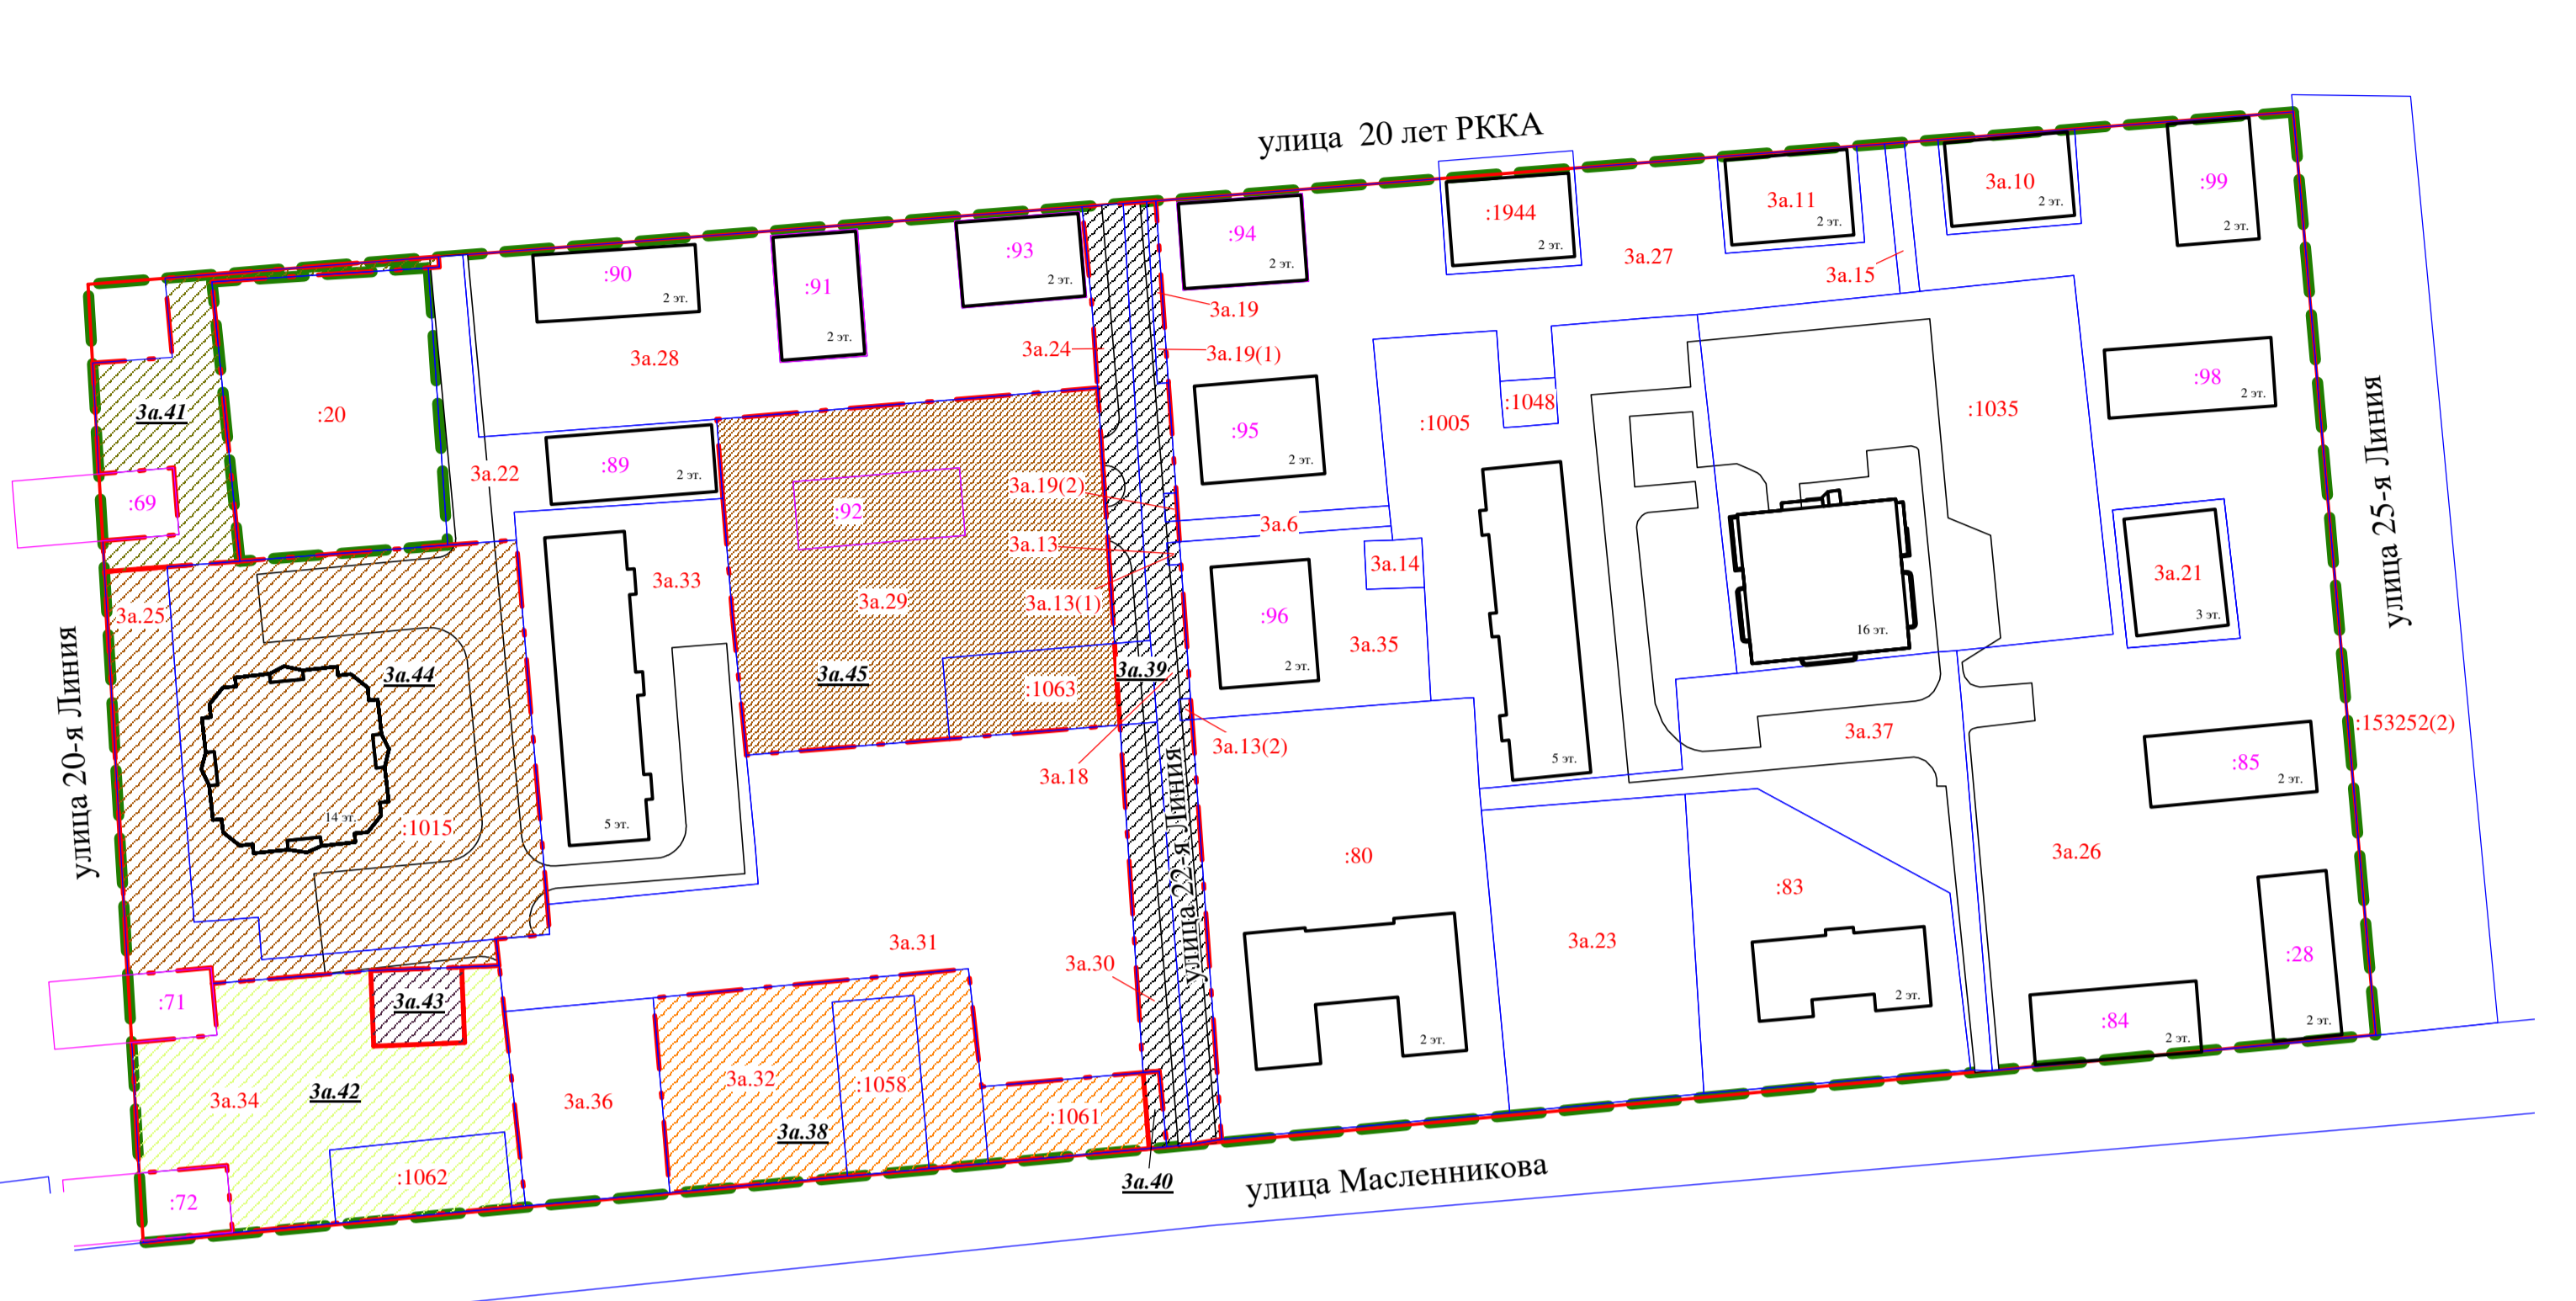 улица 20 лет РККА
:99
2 эт.
3а.10
2 эт.
3а.11
2 эт.
:1944
2 эт.
:94
2 эт.
:93
2 эт.
:91
2 эт.
:90
2 эт.
3а.27
3а.15
3а.19
3а.19(1)
3а.24
3а.28
:98
2 эт.
:1048
:1005
:1035
:95
2 эт.
3а.41
:20
:89
2 эт.
3а.22
3а.19(2)
:92
:69
3а.6
3а.13
3а.14
улица 25-я Линия
3а.21
3 эт.
3а.33
3а.29
3а.13(1)
3а.25
:96
2 эт.
3а.35
16 эт.
улица 20-я Линия
3а.44
3а.45
3а.39
:1063
3а.13(2)
3а.18
3а.37
:153252(2)
:85
2 эт.
5 эт.
14 эт.
:1015
5 эт.
улица 22-я Линия
:80
3а.26
:83
3а.23
3а.31
3а.30
:28
2 эт.
:71
3а.43
2 эт.
2 эт.
:84
2 эт.
3а.34
3а.42
3а.36
3а.32
:1058
3а.38
:1061
:1062
:72
3а.40
улица Масленникова